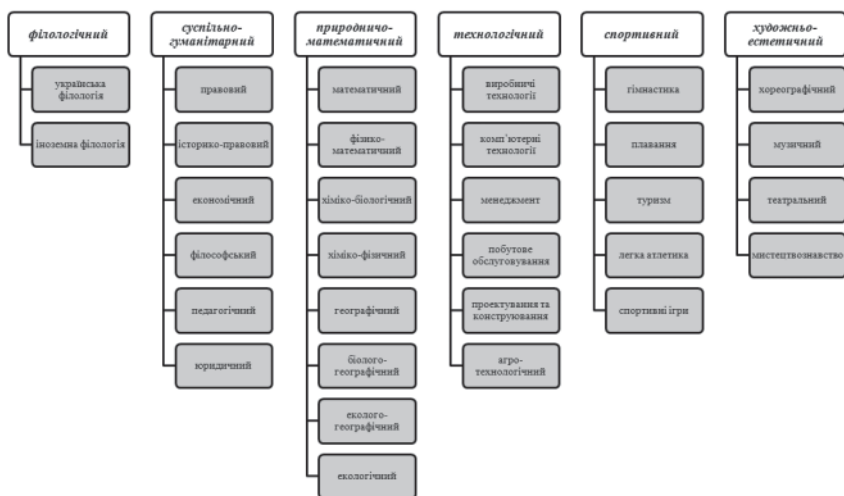 філологічний
українська
філологія
іноземна філологія
суспільно-
гуманітарний
правовий
історико-правовий
економічний
філософський
педагогічний
юридичний
природничо-
математичний
математичний
фізико-
математичний
хіміко-біологічний
хіміко-фізичний
географічний
біолого-
географічний
еколого-
географічний
екологічний
технологічний
виробничі
технології
комп'ютерні
технології
менеджмент
побутове
обслуговування
проектування та
конструювання
агро-
технологічний
спортивний
гімнастика
плавання
туризм
легка атлетика
спортивні ігри
художньо-
естетичний
хореографічний
музичний
театральний
мистецтвознавство